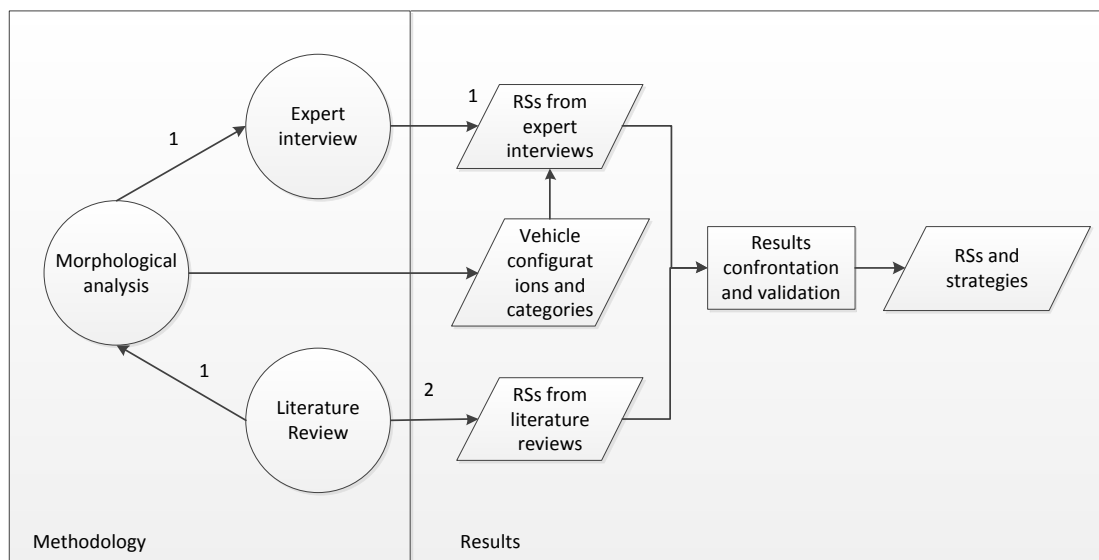 1
Expert
interview
1
RSs from
expert
interviews
Morphological
analysis
Vehicle
configurat
ions and
categories
Results
confrontation
and validation
RSs and
strategies
1
Literature
Review
2
RSs from
literature
reviews
Methodology
Results